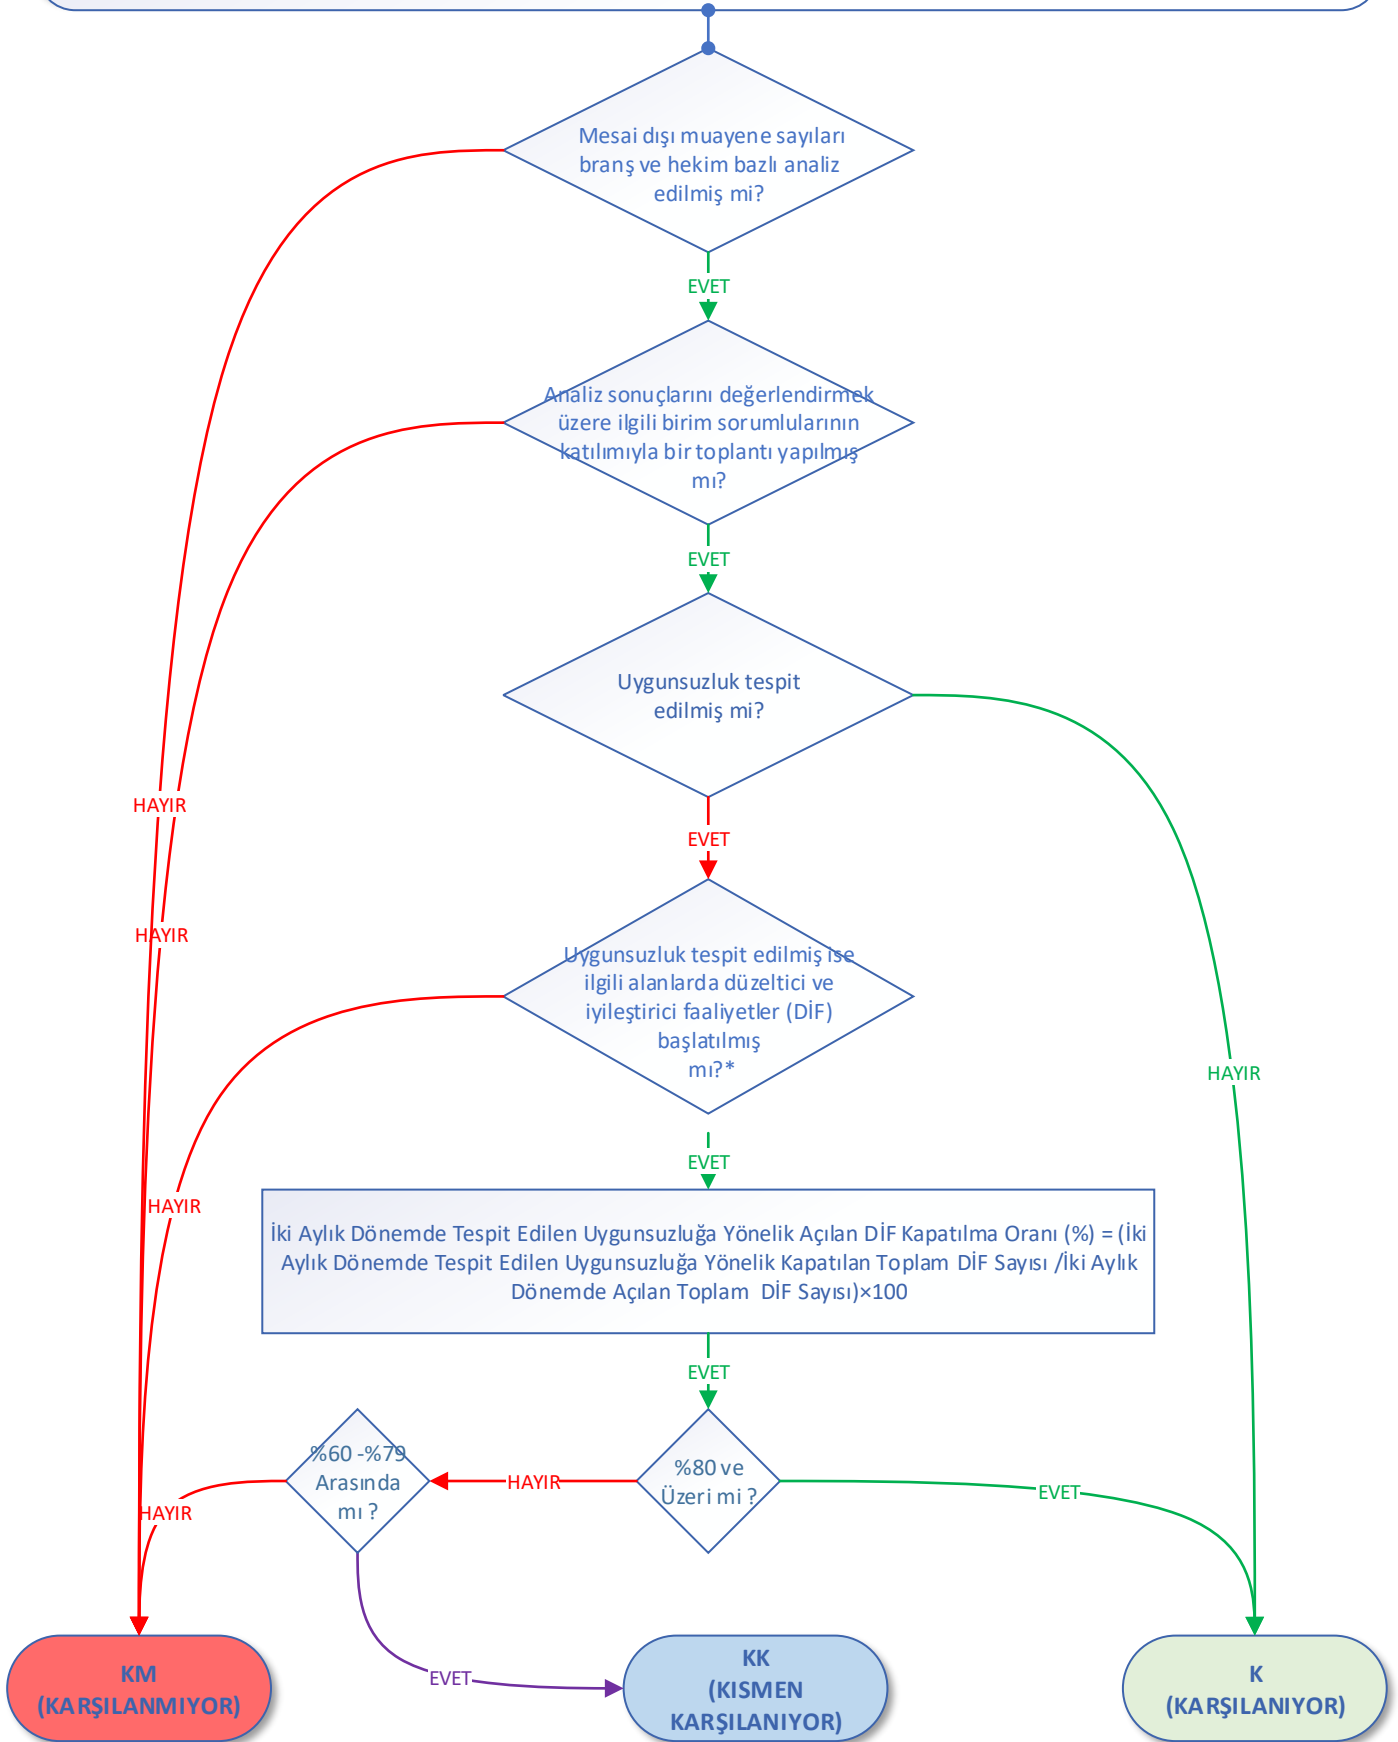 Mesai dışı muayene sayıları
branş ve hekim bazlı analiz
edilmiş mi?
EVET
Analiz sonuçlarını değerlendirmek
üzere ilgili birim sorumlularının
katılımıyla bir toplantı yapılmış
mı?
EVET
Uygunsuzluk tespit
edilmiş mi?
HAYIR
EVET
HAYIR
Uygunsuzluk tespit edilmiş ise
ilgili alanlarda düzeltici ve
iyileştirici faaliyetler (DİF)
başlatılmış
mı?*
HAYIR
EVET
HAYIR
İki Aylık Dönemde Tespit Edilen Uygunsuzluğa Yönelik Açılan DİF Kapatılma Oranı (%) = (İki
Aylık Dönemde Tespit Edilen Uygunsuzluğa Yönelik Kapatılan Toplam DİF Sayısı /İki Aylık
Dönemde Açılan Toplam DİF Sayısı)×100
EVET
%60 -%79
Arasında
mı ?
HAYIR
%80 ve
Üzeri mi ?
EVET
HAYIR
EVET
KM
(KARŞILANMIYOR)
KK
(KISMEN
KARŞILANIYOR)
K
(KARŞILANIYOR)